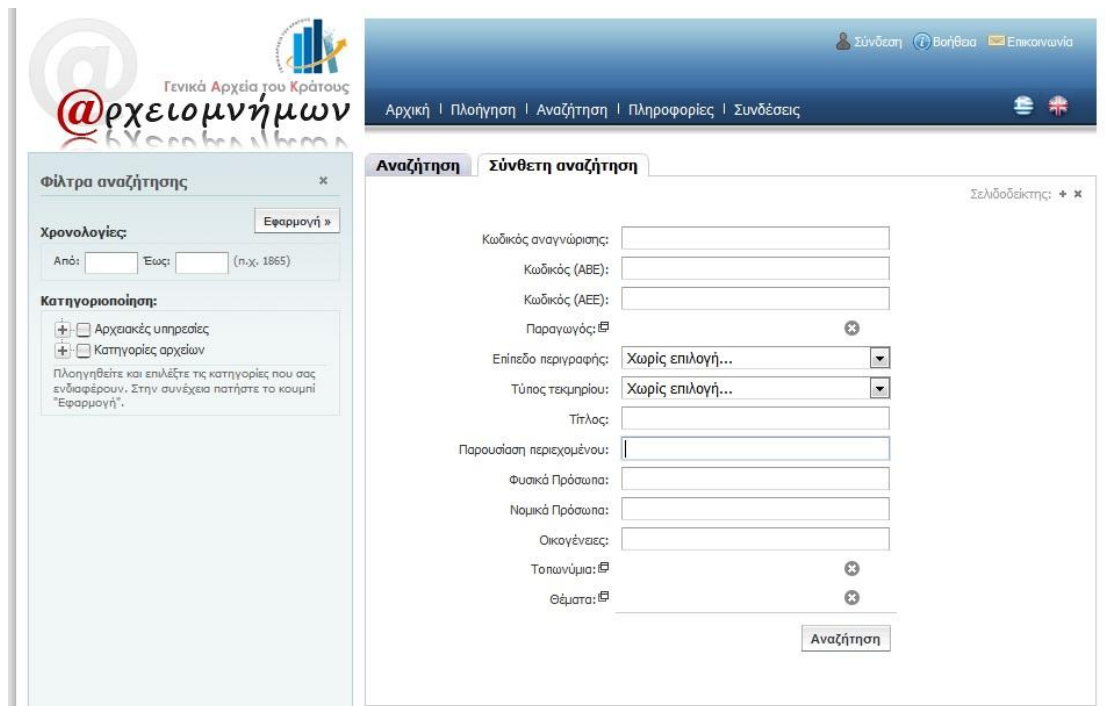 Γενικά Αρχεία του Κράτους
@ρχειομνήμων
Σύνδεση Βοήθεια Επικοινωνία
Αρχική | Πλοήγηση | Αναζήτηση | Πληροφορίες | Συνδέσεις
Φίλτρα αναζήτησης
Χρονολογίες:
Εφαρμογή »
Από: Έως: (π.χ. 1865)
Κατηγοριοποίηση:
Αρχειακές υπηρεσίες
Κατηγορίες αρχείων
Πλοηγηθείτε και επιλέξτε τις κατηγορίες που σας
ενδιαφέρουν. Στην συνέχεια πατήστε το κουμπί
"Εφαρμογή".
Αναζήτηση Σύνθετη αναζήτηση
Σελιδοδείκτης:
Κωδικός αναγνώρισης:
Κωδικός (ΑΒΕ):
Κωδικός (ΑΕΕ):
Παραγωγός:
Επίπεδο περιγραφής: Χωρίς επιλογή...
Τύπος τεκμηρίου: Χωρίς επιλογή...
Τίτλος:
Παρουσίαση περιεχομένου:
Φυσικά Πρόσωπα:
Νομικά Πρόσωπα:
Οικογένειες:
Τοπωνύμια:
Θέματα:
Αναζήτηση